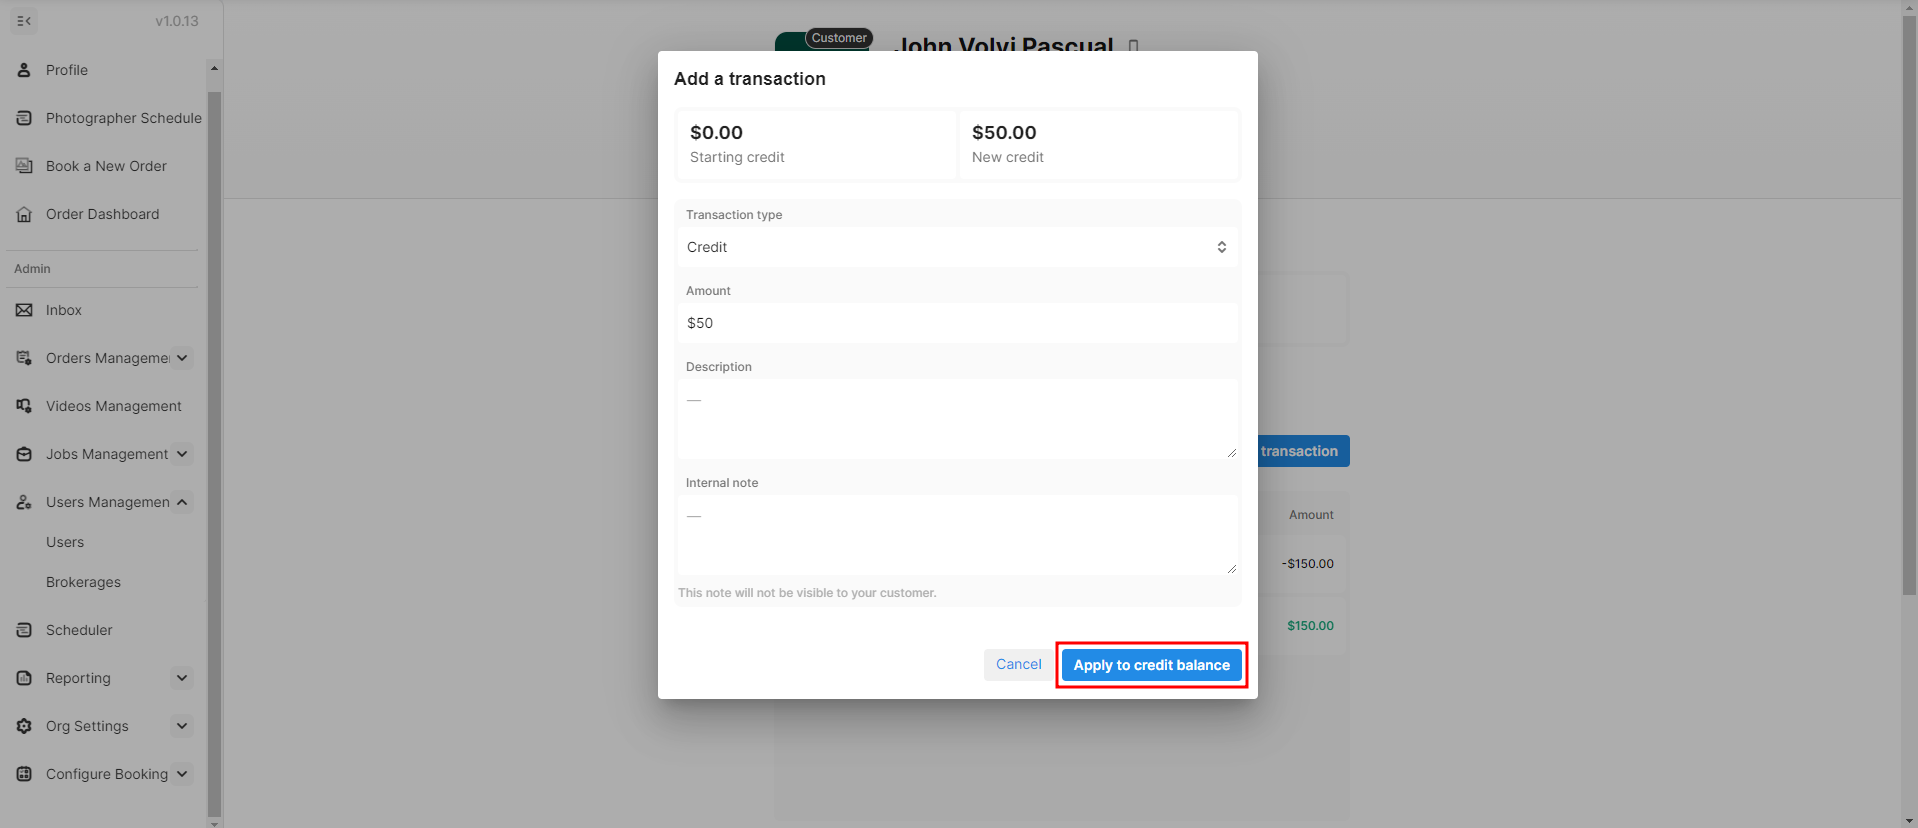 v1.0.13
Profile
Photographer Schedule
Book a New Order
Order Dashboard
Admin
Inbox
Orders Managemer
Videos Management
Jobs Management
Users Managemen
Users
Brokerages
Scheduler
Reporting
Org Settings
Configure Booking
Customer
John Volvi Pascual
Add a transaction
$0.00
Starting credit
$50.00
New credit
Transaction type
Credit
Amount
$50
Description
—
Internal note
—
This note will not be visible to your customer.
Cancel
Apply to credit balance
transaction
Amount
-$150.00
$150.00